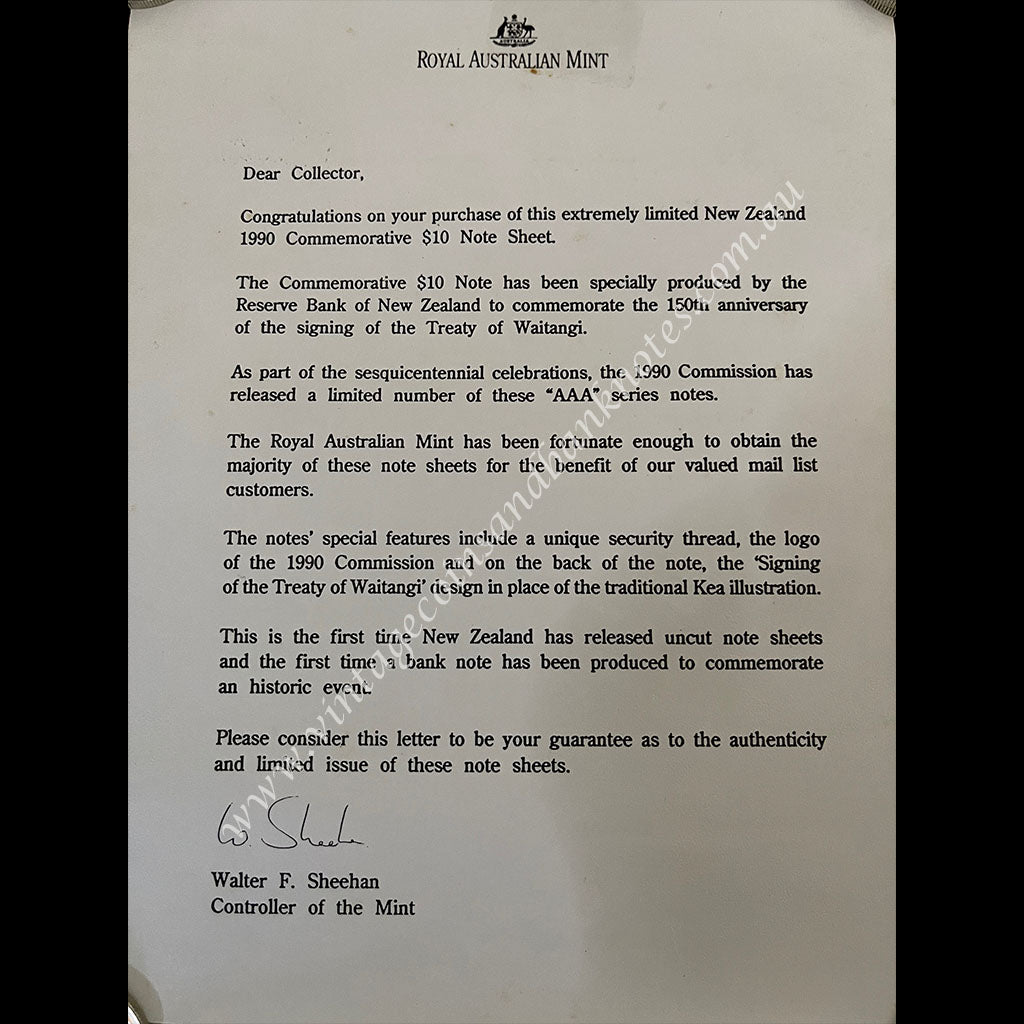 AUSTRALIA
ROYAL AUSTRALIAN MINT
Dear Collector,
Congratulations on your purchase of this extremely limited New Zealand
1990 Commemorative $10 Note Sheet.
The Commemorative $10 Note has been specially produced by the
Reserve Bank of New Zealand to commemorate the 150th anniversary
of the signing of the Treaty of Waitangi.
As part of the sesquicentennial celebrations, the 1990 Commission has
released a limited number of these “AAA” series notes.
The Royal Australian Mint has been fortunate enough to obtain the
majority of these note sheets for the benefit of our valued mail list
customers.
The notes’ special features include a unique security thread, the logo
of the 1990 Commission and on the back of the note, the ‘Signing
of the Treaty of Waitangi’ design in place of the traditional Kea illustration.
This is the first time New Zealand has released uncut note sheets
and the first time a bank note has been produced to commemorate
an historic event.
Please consider this letter to be your guarantee as to the authenticity
and limited issue of these note sheets.
W. Sheehan
Walter F. Sheehan
Controller of the Mint
www.vintagecoinsandbanknotes.com.au